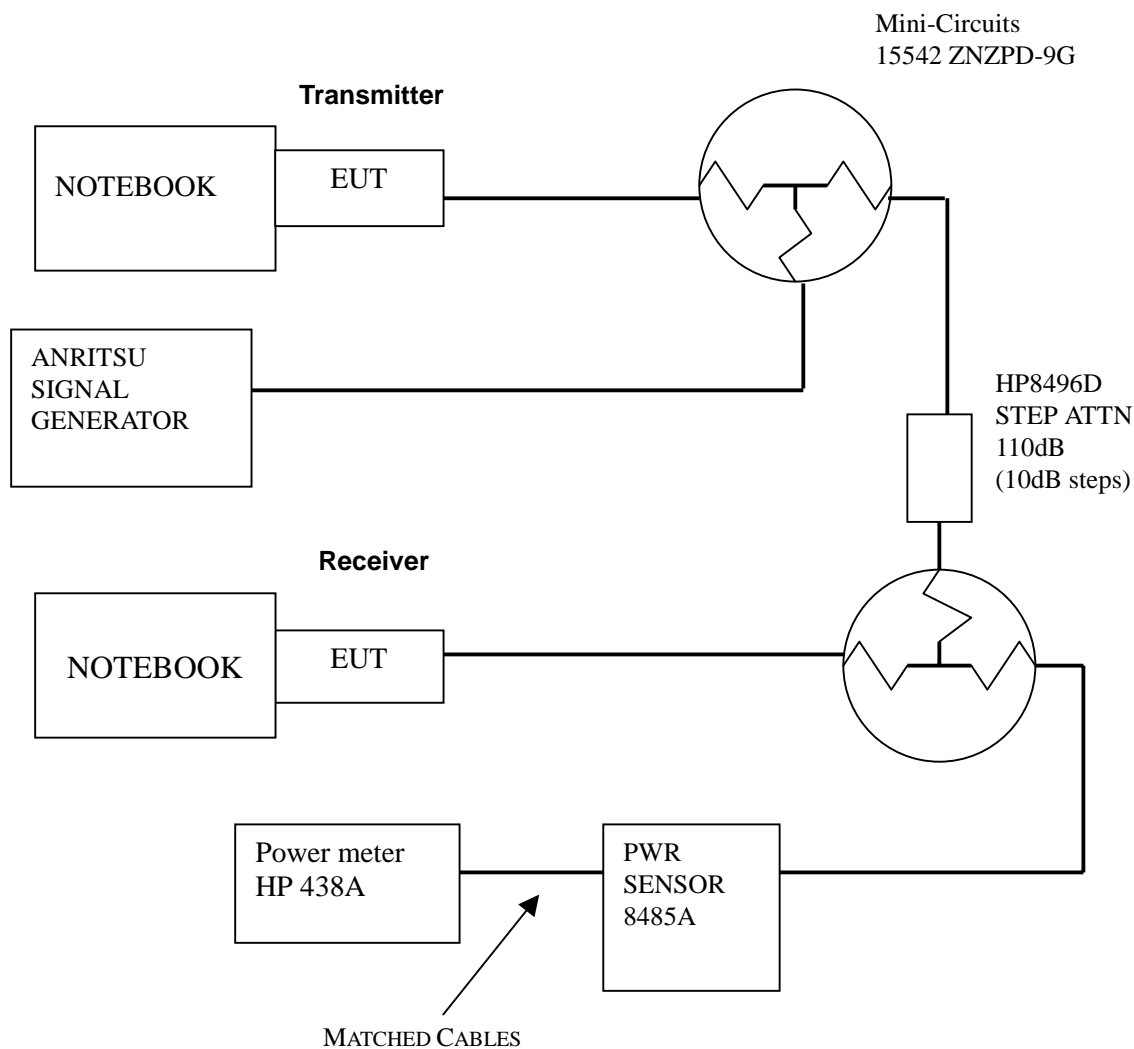 Mini-Circuits
15542 ZNZPD-9G
Transmitter
NOTEBOOK
EUT
ANRITSU
SIGNAL
GENERATOR
HP8496D
STEP ATTN
110dB
(10dB steps)
Receiver
NOTEBOOK
EUT
Power meter
HP 438A
PWR
SENSOR
8485A
MATCHED CABLES